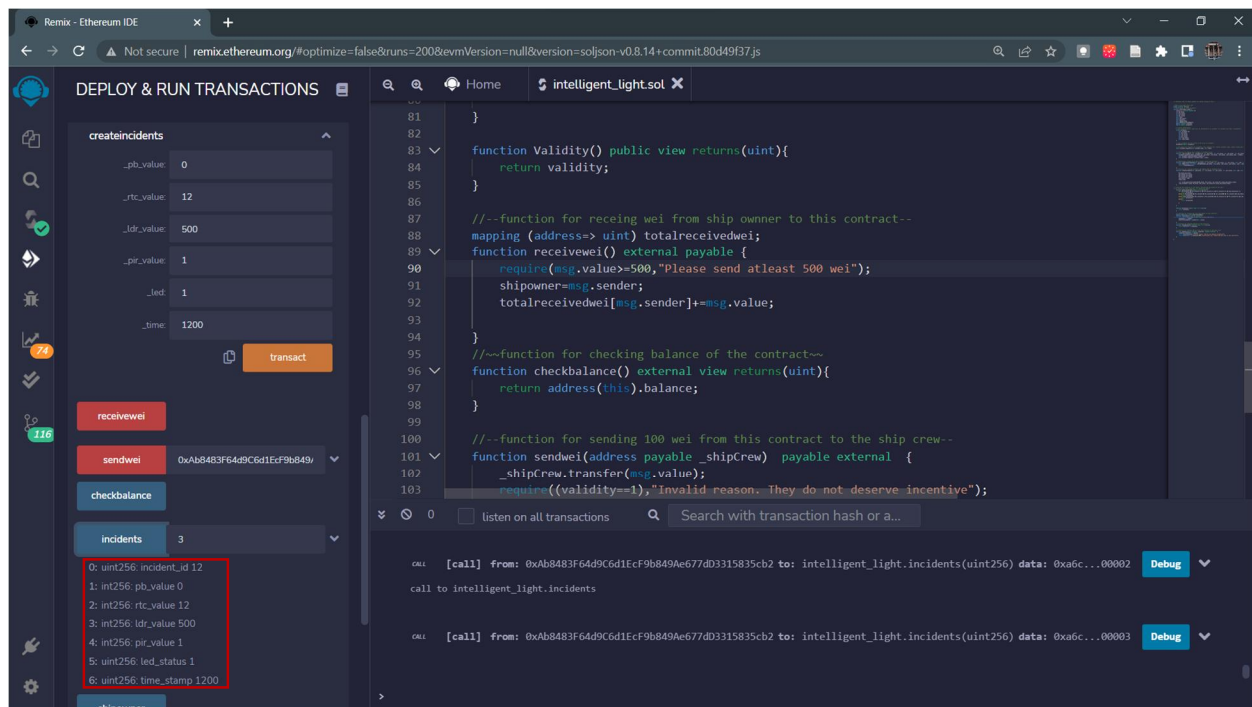 Remix - Ethereum IDE
Not secure | remix.ethereum.org/#optimize=false&runs=200&evmVersion=null&version=soljson-v0.8.14+commit.80d49f37.js
DEPLOY & RUN TRANSACTIONS
createincidents
_pb_value: 0
_rtc_value: 12
_ldr_value: 500
_pir_value: 1
_led: 1
_time: 1200
transact
receivewei
sendwei 0xAb8483F64d9C6d1EcF9b849/
checkbalance
incidents 3
0: uint256: incident_id 12
1: int256: pb_value 0
2: int256: rtc_value 12
3: int256: ldr_value 500
4: int256: pir_value 1
5: uint256: led_status 1
6: uint256: time_stamp 1200
74
116
Home intelligent_light.sol
81 }
82
83 function Validity() public view returns(uint){
84 return validity;
85 }
86
87 //--function for receing wei from ship ownner to this contract--
88 mapping (address=> uint) totalreceivedwei;
89 function receivewei() external payable {
90 require(msg.value>=500,"Please send atleast 500 wei");
91 shipowner=msg.sender;
92 totalreceivedwei[msg.sender]+=msg.value;
93
94 }
95 //~~function for checking balance of the contract~~
96 function checkbalance() external view returns(uint){
97 return address(this).balance;
98 }
99
100 //--function for sending 100 wei from this contract to the ship crew--
101 function sendwei(address payable _shipCrew) payable external {
102 _shipCrew.transfer(msg.value);
103 require((validity==1),"Invalid reason. They do not deserve incentive");
0 listen on all transactions Search with transaction hash or a...
CALL [call] from: 0xAb8483F64d9C6d1EcF9b849Ae677dD3315835cb2 to: intelligent_light.incidents(uint256) data: 0xa6c...00002 Debug
call to intelligent_light.incidents
CALL [call] from: 0xAb8483F64d9C6d1EcF9b849Ae677dD3315835cb2 to: intelligent_light.incidents(uint256) data: 0xa6c...00003 Debug
>